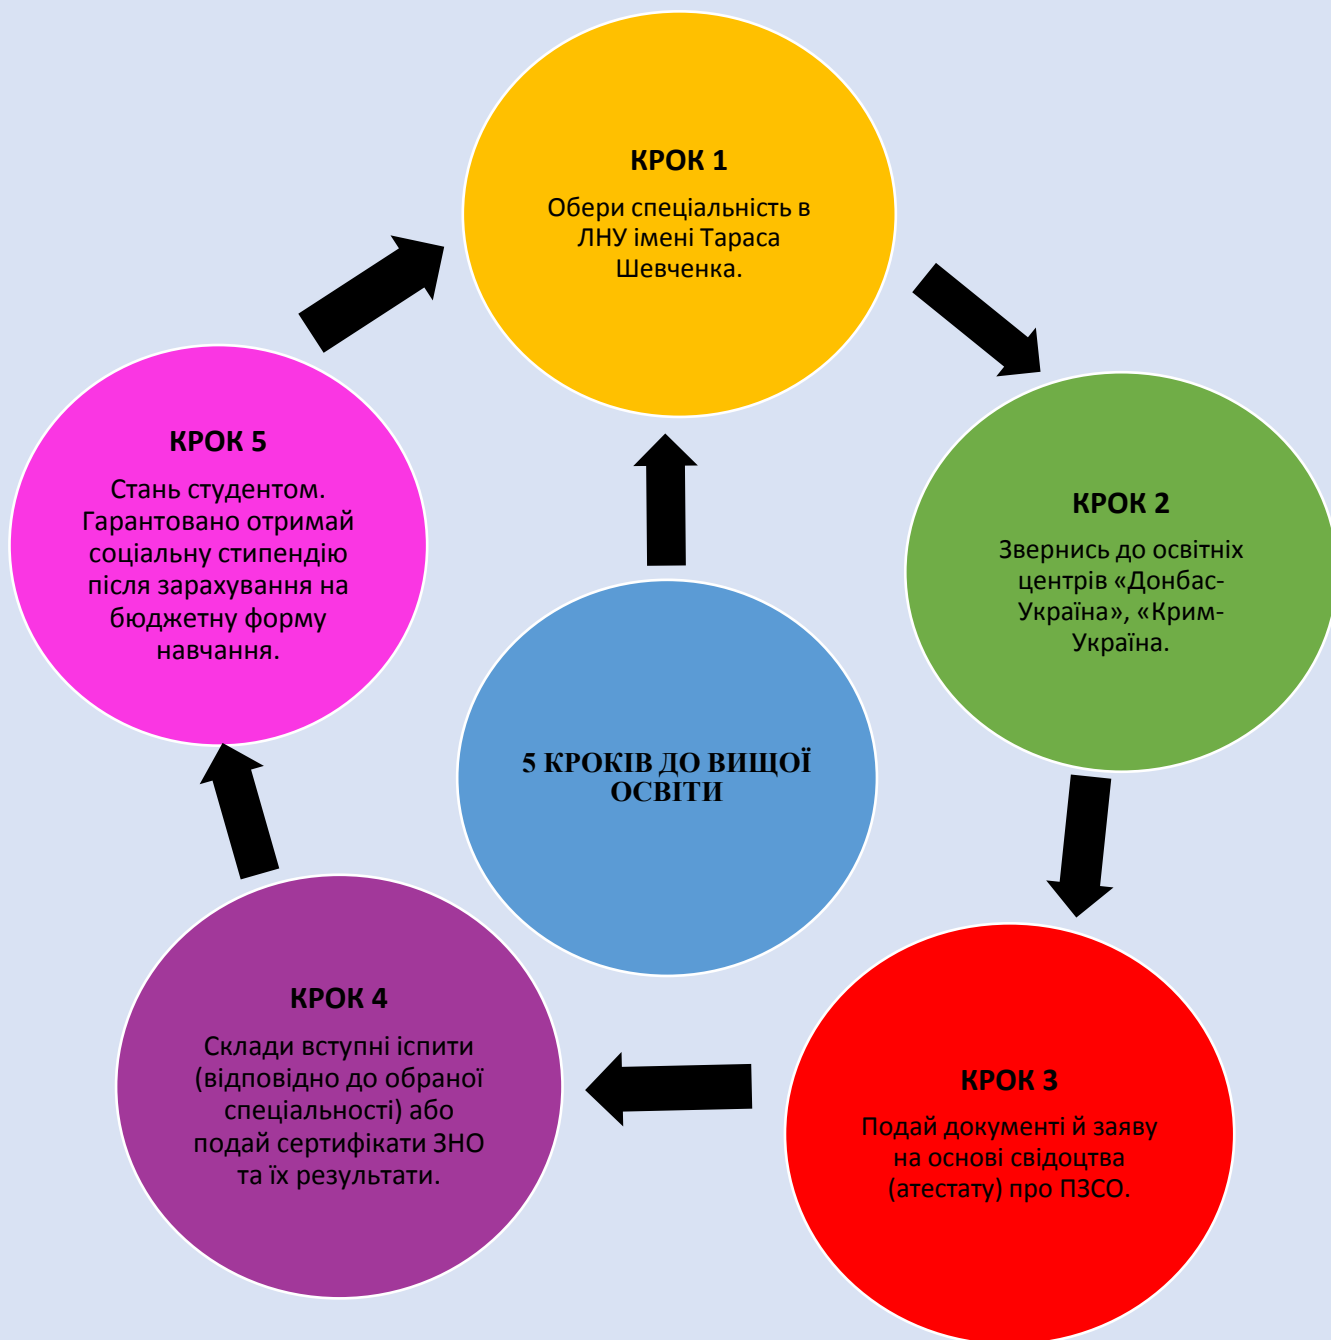 КРОК 1
Обери спеціальність в
ЛНУ імені Тараса
Шевченка.
КРОК 2
Звернись до освітніх
центрів «Донбас-
Україна», «Крим-
Україна.
КРОК 3
Подай документі й заяву
на основі свідоцтва
(атестату) про ПЗСО.
КРОК 4
Склади вступні іспити
(відповідно до обраної
спеціальності) або
подай сертифікати ЗНО
та їх результати.
КРОК 5
Стань студентом.
Гарантовано отримай
соціальну стипендію
після зарахування на
бюджетну форму
навчання.
5 КРОКІВ ДО ВИЩОЇ
ОСВІТИ